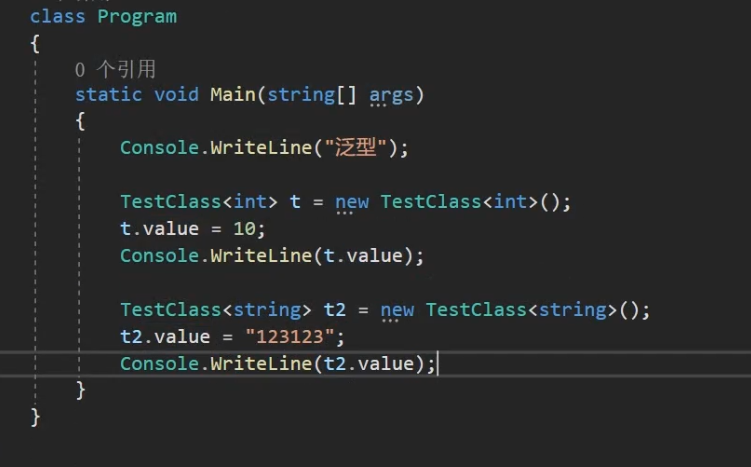 class Program
{
0 个引用
static void Main(string[] args)
{
Console.WriteLine("泛型");
TestClass<int> t = new TestClass<int>();
t.value = 10;
Console.WriteLine(t.value);
TestClass<string> t2 = new TestClass<string>();
t2.value = "123123";
Console.WriteLine(t2.value);
}
}